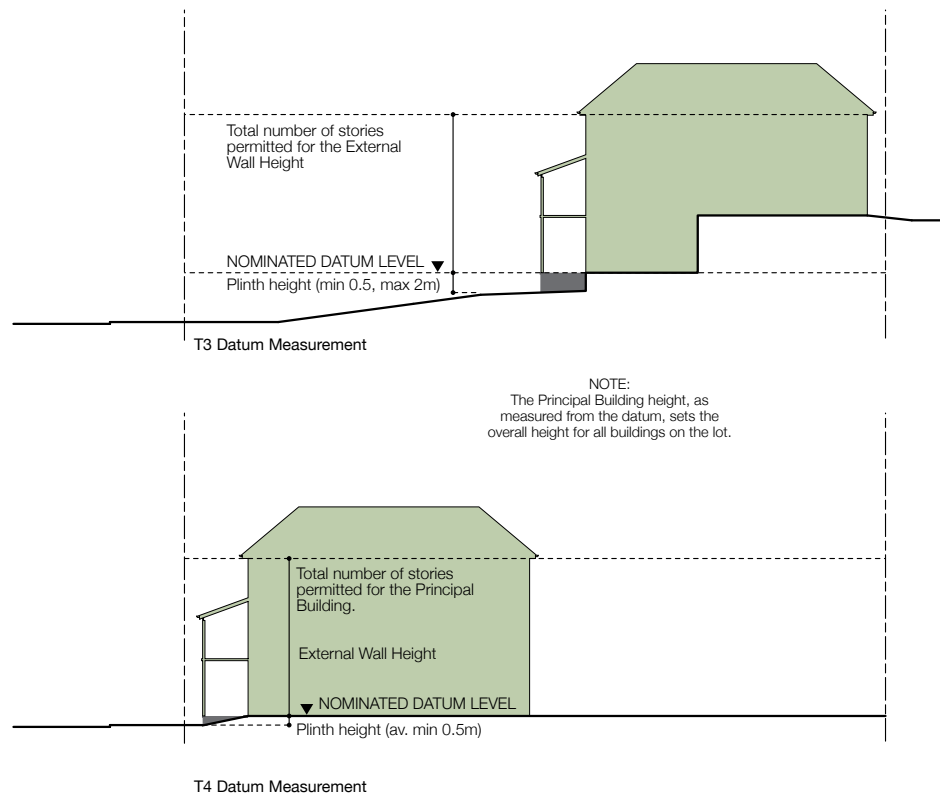 Total number of stories
permitted for the External
Wall Height
NOMINATED DATUM LEVEL
Plinth height (min 0.5, max 2m)
T3 Datum Measurement
NOTE:
The Principal Building height, as
measured from the datum, sets the
overall height for all buildings on the lot.
Total number of stories
permitted for the Principal
Building.
External Wall Height
NOMINATED DATUM LEVEL
Plinth height (av. min 0.5m)
T4 Datum Measurement